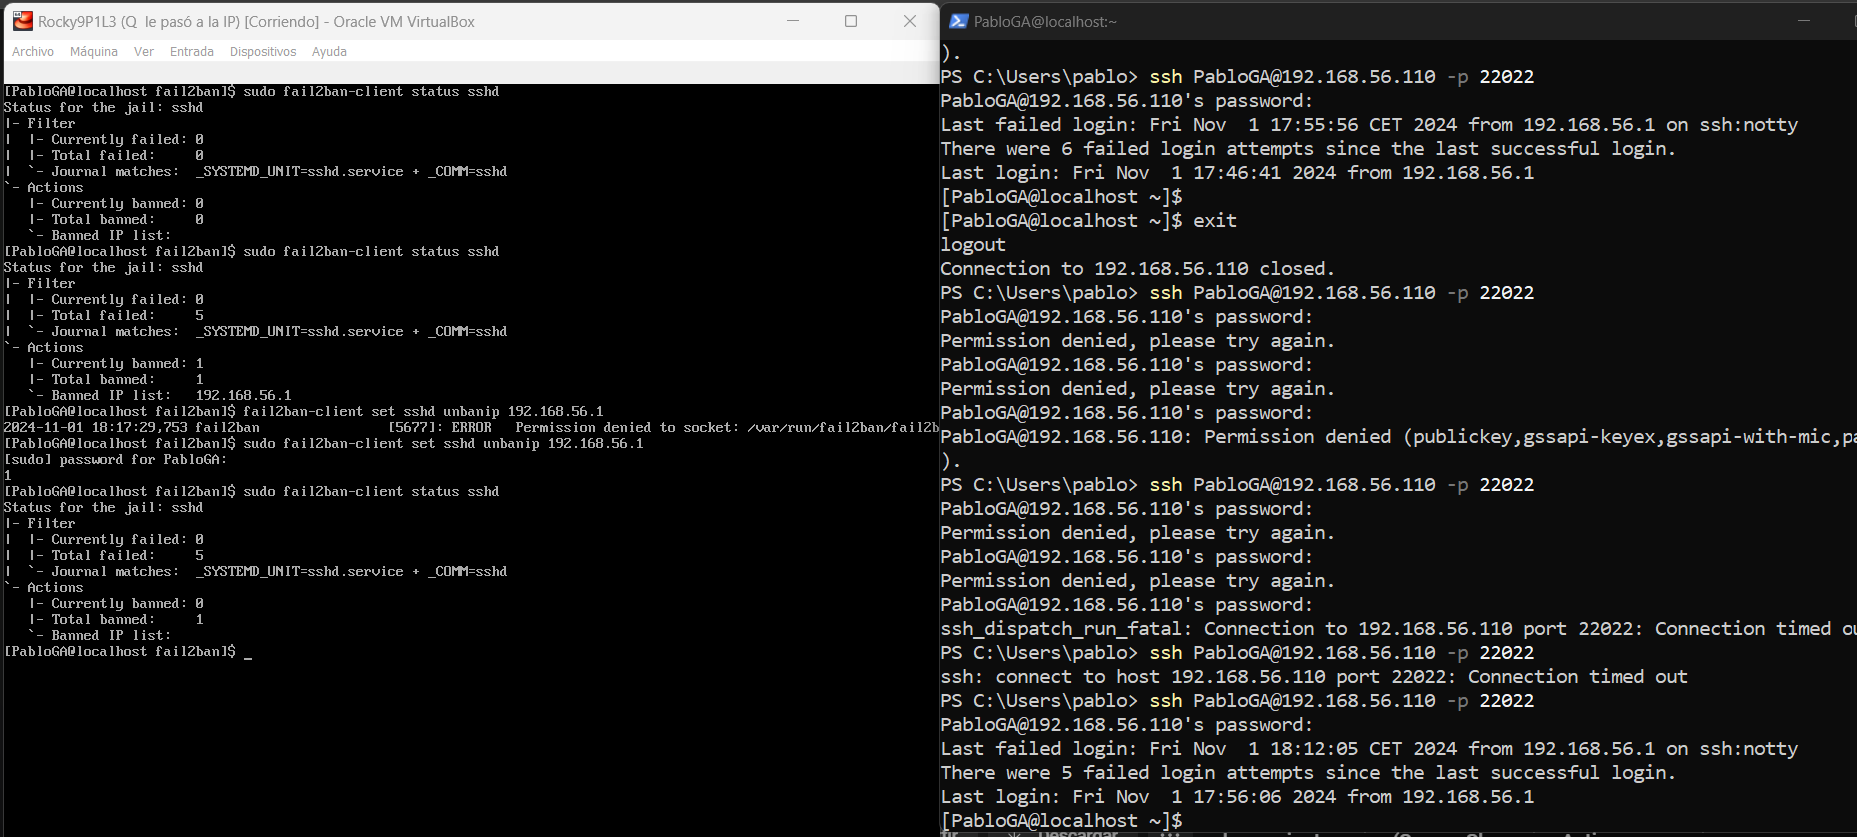 Rocky9P1L3 (Q  le pasó a la IP) [Corriendo] - Oracle VM VirtualBox
Archivo Máquina Ver Entrada Dispositivos Ayuda
[PabloGA@localhost fail2ban]$ sudo fail2ban-client status sshd
Status for the jail: sshd
|- Filter
|  |- Currently failed: 0
|  |- Total failed:     0
|  `- Journal matches:  _SYSTEMD_UNIT=sshd.service + _COMM=sshd
`- Actions
   |- Currently banned: 0
   |- Total banned:     0
   `- Banned IP list:
[PabloGA@localhost fail2ban]$ sudo fail2ban-client status sshd
Status for the jail: sshd
|- Filter
|  |- Currently failed: 0
|  |- Total failed:     5
|  `- Journal matches:  _SYSTEMD_UNIT=sshd.service + _COMM=sshd
`- Actions
   |- Currently banned: 1
   |- Total banned:     1
   `- Banned IP list:   192.168.56.1
[PabloGA@localhost fail2ban]$ fail2ban-client set sshd unbanip 192.168.56.1
2024-11-01 18:17:29,753 fail2ban                [5677]: ERROR   Permission denied to socket: /var/run/fail2ban/fail2b
[PabloGA@localhost fail2ban]$ sudo fail2ban-client set sshd unbanip 192.168.56.1
[sudo] password for PabloGA:
1
[PabloGA@localhost fail2ban]$ sudo fail2ban-client status sshd
Status for the jail: sshd
|- Filter
|  |- Currently failed: 0
|  |- Total failed:     5
|  `- Journal matches:  _SYSTEMD_UNIT=sshd.service + _COMM=sshd
`- Actions
   |- Currently banned: 0
   |- Total banned:     1
   `- Banned IP list:
[PabloGA@localhost fail2ban]$ _
PabloGA@localhost:~
).
PS C:\Users\pablo> ssh PabloGA@192.168.56.110 -p 22022
PabloGA@192.168.56.110's password:
Last failed login: Fri Nov  1 17:55:56 CET 2024 from 192.168.56.1 on ssh:notty
There were 6 failed login attempts since the last successful login.
Last login: Fri Nov  1 17:46:41 2024 from 192.168.56.1
[PabloGA@localhost ~]$
[PabloGA@localhost ~]$ exit
logout
Connection to 192.168.56.110 closed.
PS C:\Users\pablo> ssh PabloGA@192.168.56.110 -p 22022
PabloGA@192.168.56.110's password:
Permission denied, please try again.
PabloGA@192.168.56.110's password:
Permission denied, please try again.
PabloGA@192.168.56.110's password:
PabloGA@192.168.56.110: Permission denied (publickey,gssapi-keyex,gssapi-with-mic,pa
).
PS C:\Users\pablo> ssh PabloGA@192.168.56.110 -p 22022
PabloGA@192.168.56.110's password:
Permission denied, please try again.
PabloGA@192.168.56.110's password:
Permission denied, please try again.
PabloGA@192.168.56.110's password:
ssh_dispatch_run_fatal: Connection to 192.168.56.110 port 22022: Connection timed ou
PS C:\Users\pablo> ssh PabloGA@192.168.56.110 -p 22022
ssh: connect to host 192.168.56.110 port 22022: Connection timed out
PS C:\Users\pablo> ssh PabloGA@192.168.56.110 -p 22022
PabloGA@192.168.56.110's password:
Last failed login: Fri Nov  1 18:12:05 CET 2024 from 192.168.56.1 on ssh:notty
There were 5 failed login attempts since the last successful login.
Last login: Fri Nov  1 17:56:06 2024 from 192.168.56.1
[PabloGA@localhost ~]$